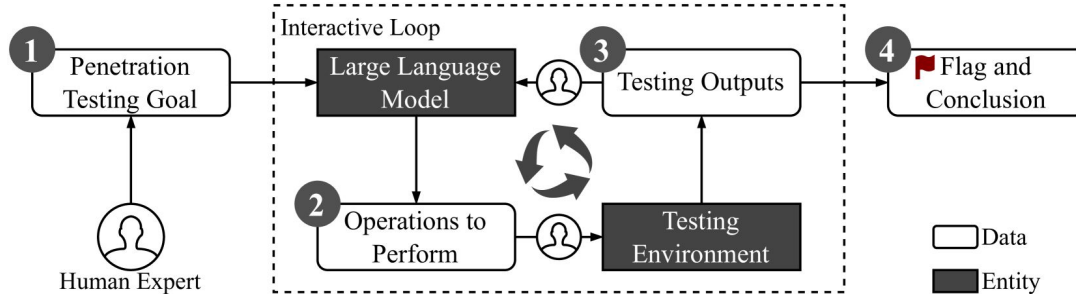 Interactive Loop
1
Penetration
Testing Goal
Large Language
Model
3
Testing Outputs
4
Flag and
Conclusion
2
Operations to
Perform
Testing
Environment
Human Expert
Data
Entity